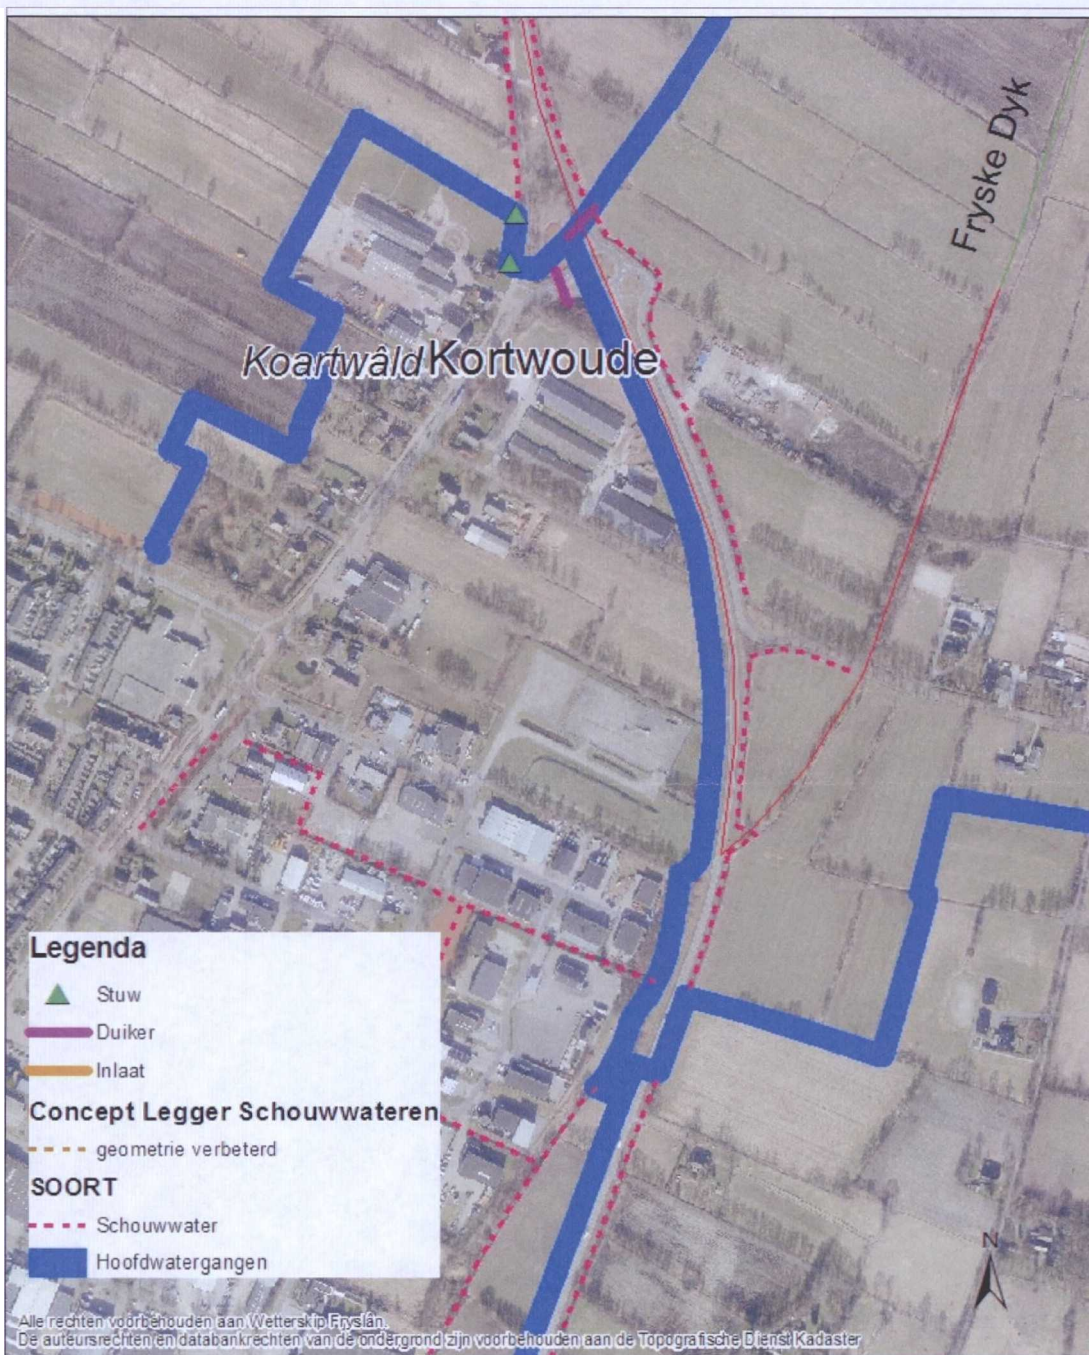 Fryske Dyk
Koartwâld Kortwoude
Legenda
Stuw
Duiker
Inlaat
Concept Legger Schouwwateren
geometrie verbeterd
SOORT
Schouwwater
Hoofdwatergangen
N
Alle rechten voorbehouden aan Wetterskip Fryslân.
De auteursrechten en databankrechten van de ondergrond zijn voorbehouden aan de Topografische Dienst Kadaster